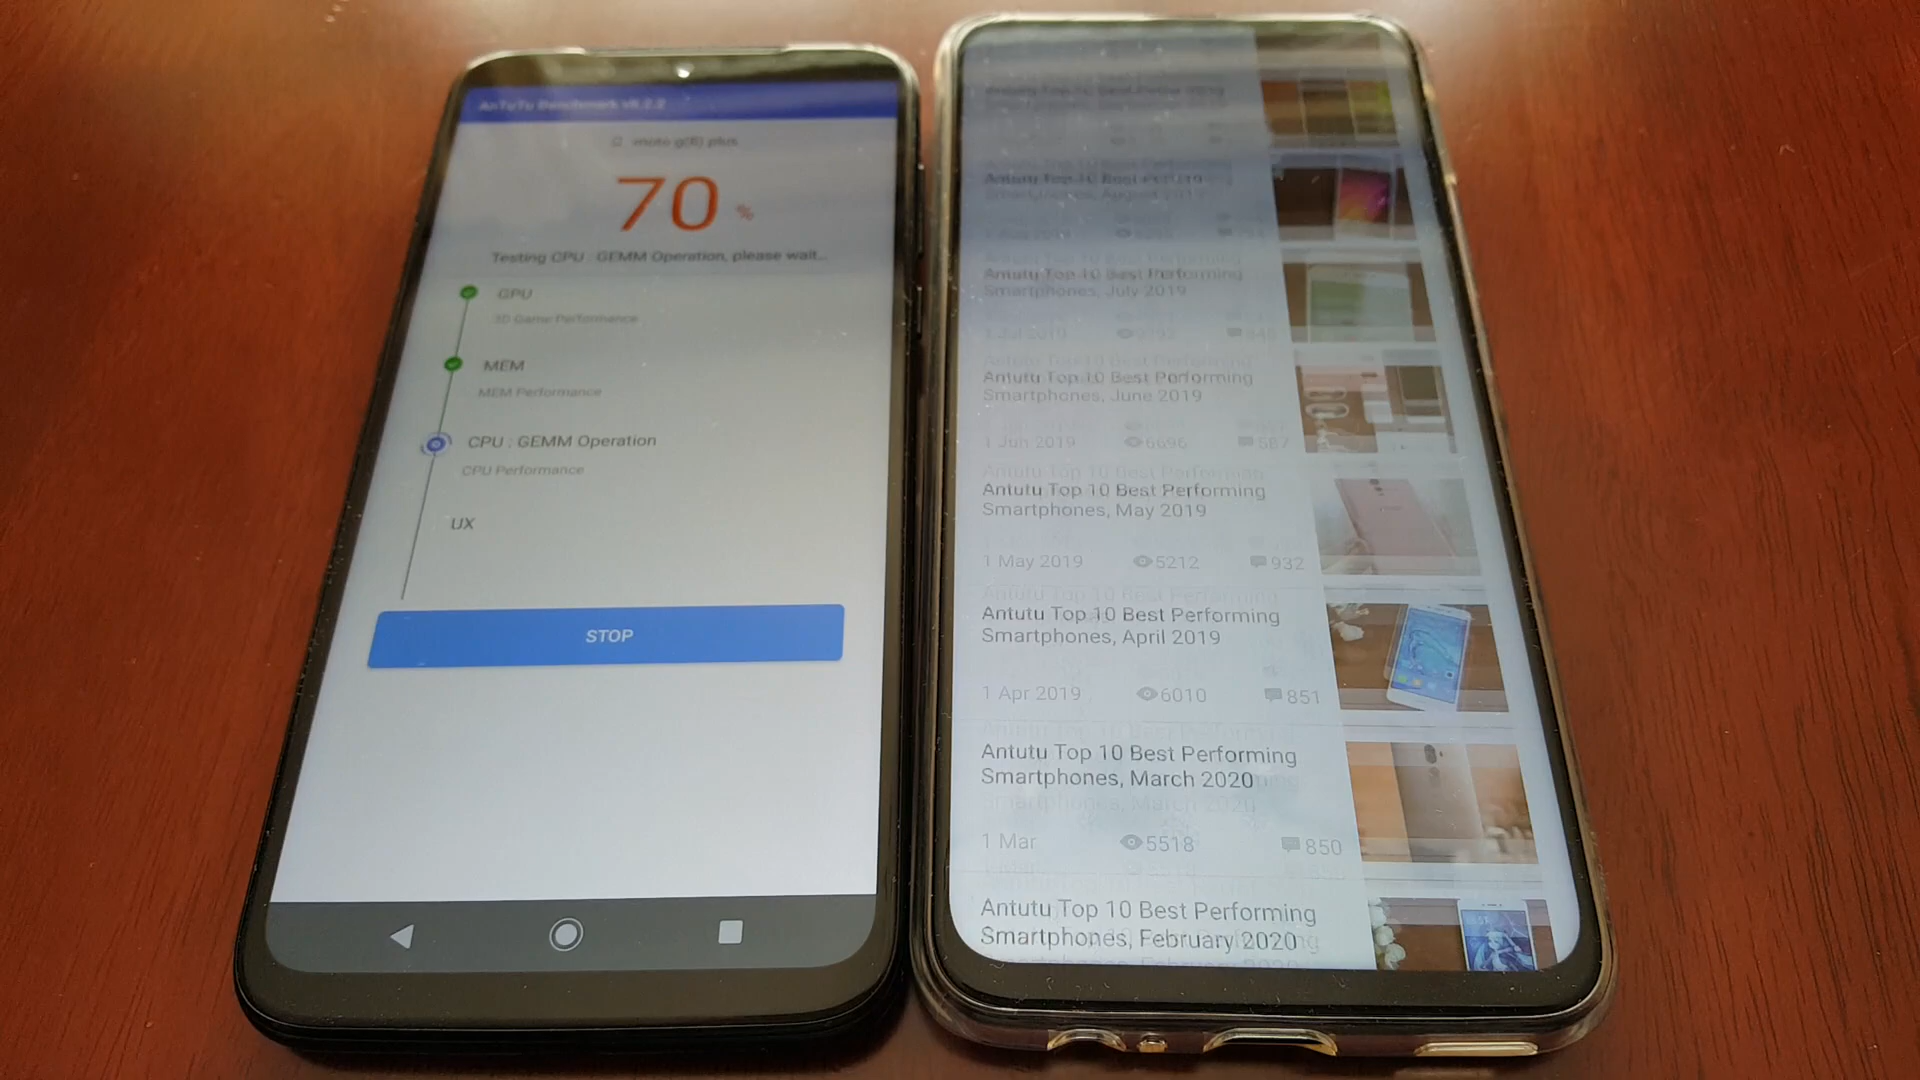 AnTuTu Benchmark v8.2.2
moto g(8) plus
70 %
Testing CPU : GEMM Operation, please wait...
GPU
3D Game Performance
MEM
MEM Performance
CPU : GEMM Operation
CPU Performance
UX
STOP
Antutu Top 10 Best Performing
Antutu Top 10 Best
Smartphones, August 2019
Antutu Top 10 Best Performing
Smartphones, July 2019
1 Jul 2019
Antutu Top 10 Best Performing
Smartphones, June 2019
1 Jun 2019 6696 587
Antutu Top 10 Best Performing
Smartphones, May 2019
1 May 2019 5212 932
Antutu Top 10 Best Performing
Smartphones, April 2019
1 Apr 2019 6010 851
Antutu Top 10 Best Performing
Smartphones, March 2020
1 Mar 5518 850
Antutu Top 10 Best Performing
Smartphones, February 2020